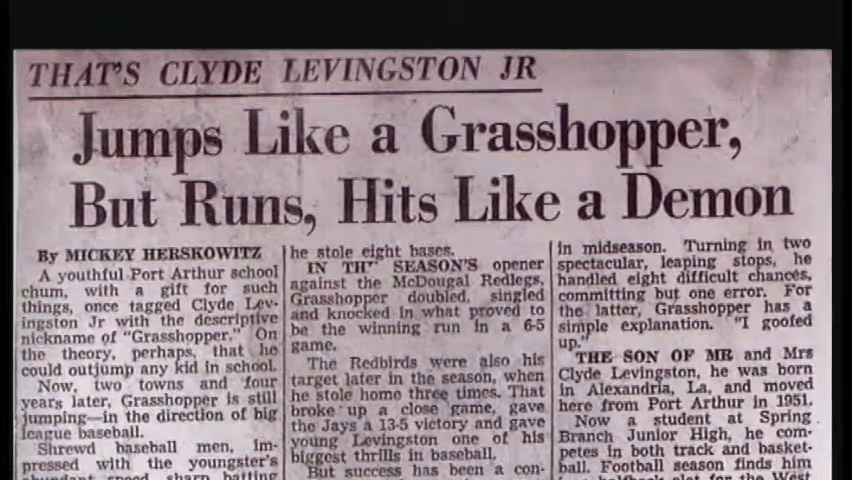 THAT'S CLYDE LEVINGSTON JR
Jumps Like a Grasshopper,
But Runs, Hits Like a Demon
By MICKEY HERSKOWITZ
A youthful Port Arthur school
chum, with a gift for such
things, once tagged Clyde Lev-
ingston Jr with the descriptive
nickname of "Grasshopper." On
the theory, perhaps, that he
could outjump any kid in school.
Now, two towns and four
years later, Grasshopper is still
jumping—in the direction of big
league baseball.
Shrewd baseball men, im-
pressed with the youngster's
abundant speed, sharp batting
he stole eight bases.
IN TH" SEASON'S opener
against the McDougal Redlegs,
Grasshopper doubled, singled
and knocked in what proved to
be the winning run in a 6-5
game.
The Redbirds were also his
target later in the season, when
he stole home three times. That
broke up a close game, gave
the Jays a 13-5 victory and gave
young Levingston one of his
biggest thrills in baseball.
But success has been a con-
in midseason. Turning in two
spectacular, leaping stops, he
handled eight difficult chances,
committing but one error. For
the latter, Grasshopper has a
simple explanation. "I goofed
up."
THE SON OF MR and Mrs
Clyde Levingston, he was born
in Alexandria, La, and moved
here from Port Arthur in 1951.
Now a student at Spring
Branch Junior High, he com-
petes in both track and basket-
ball. Football season finds him
halfback slot for the West